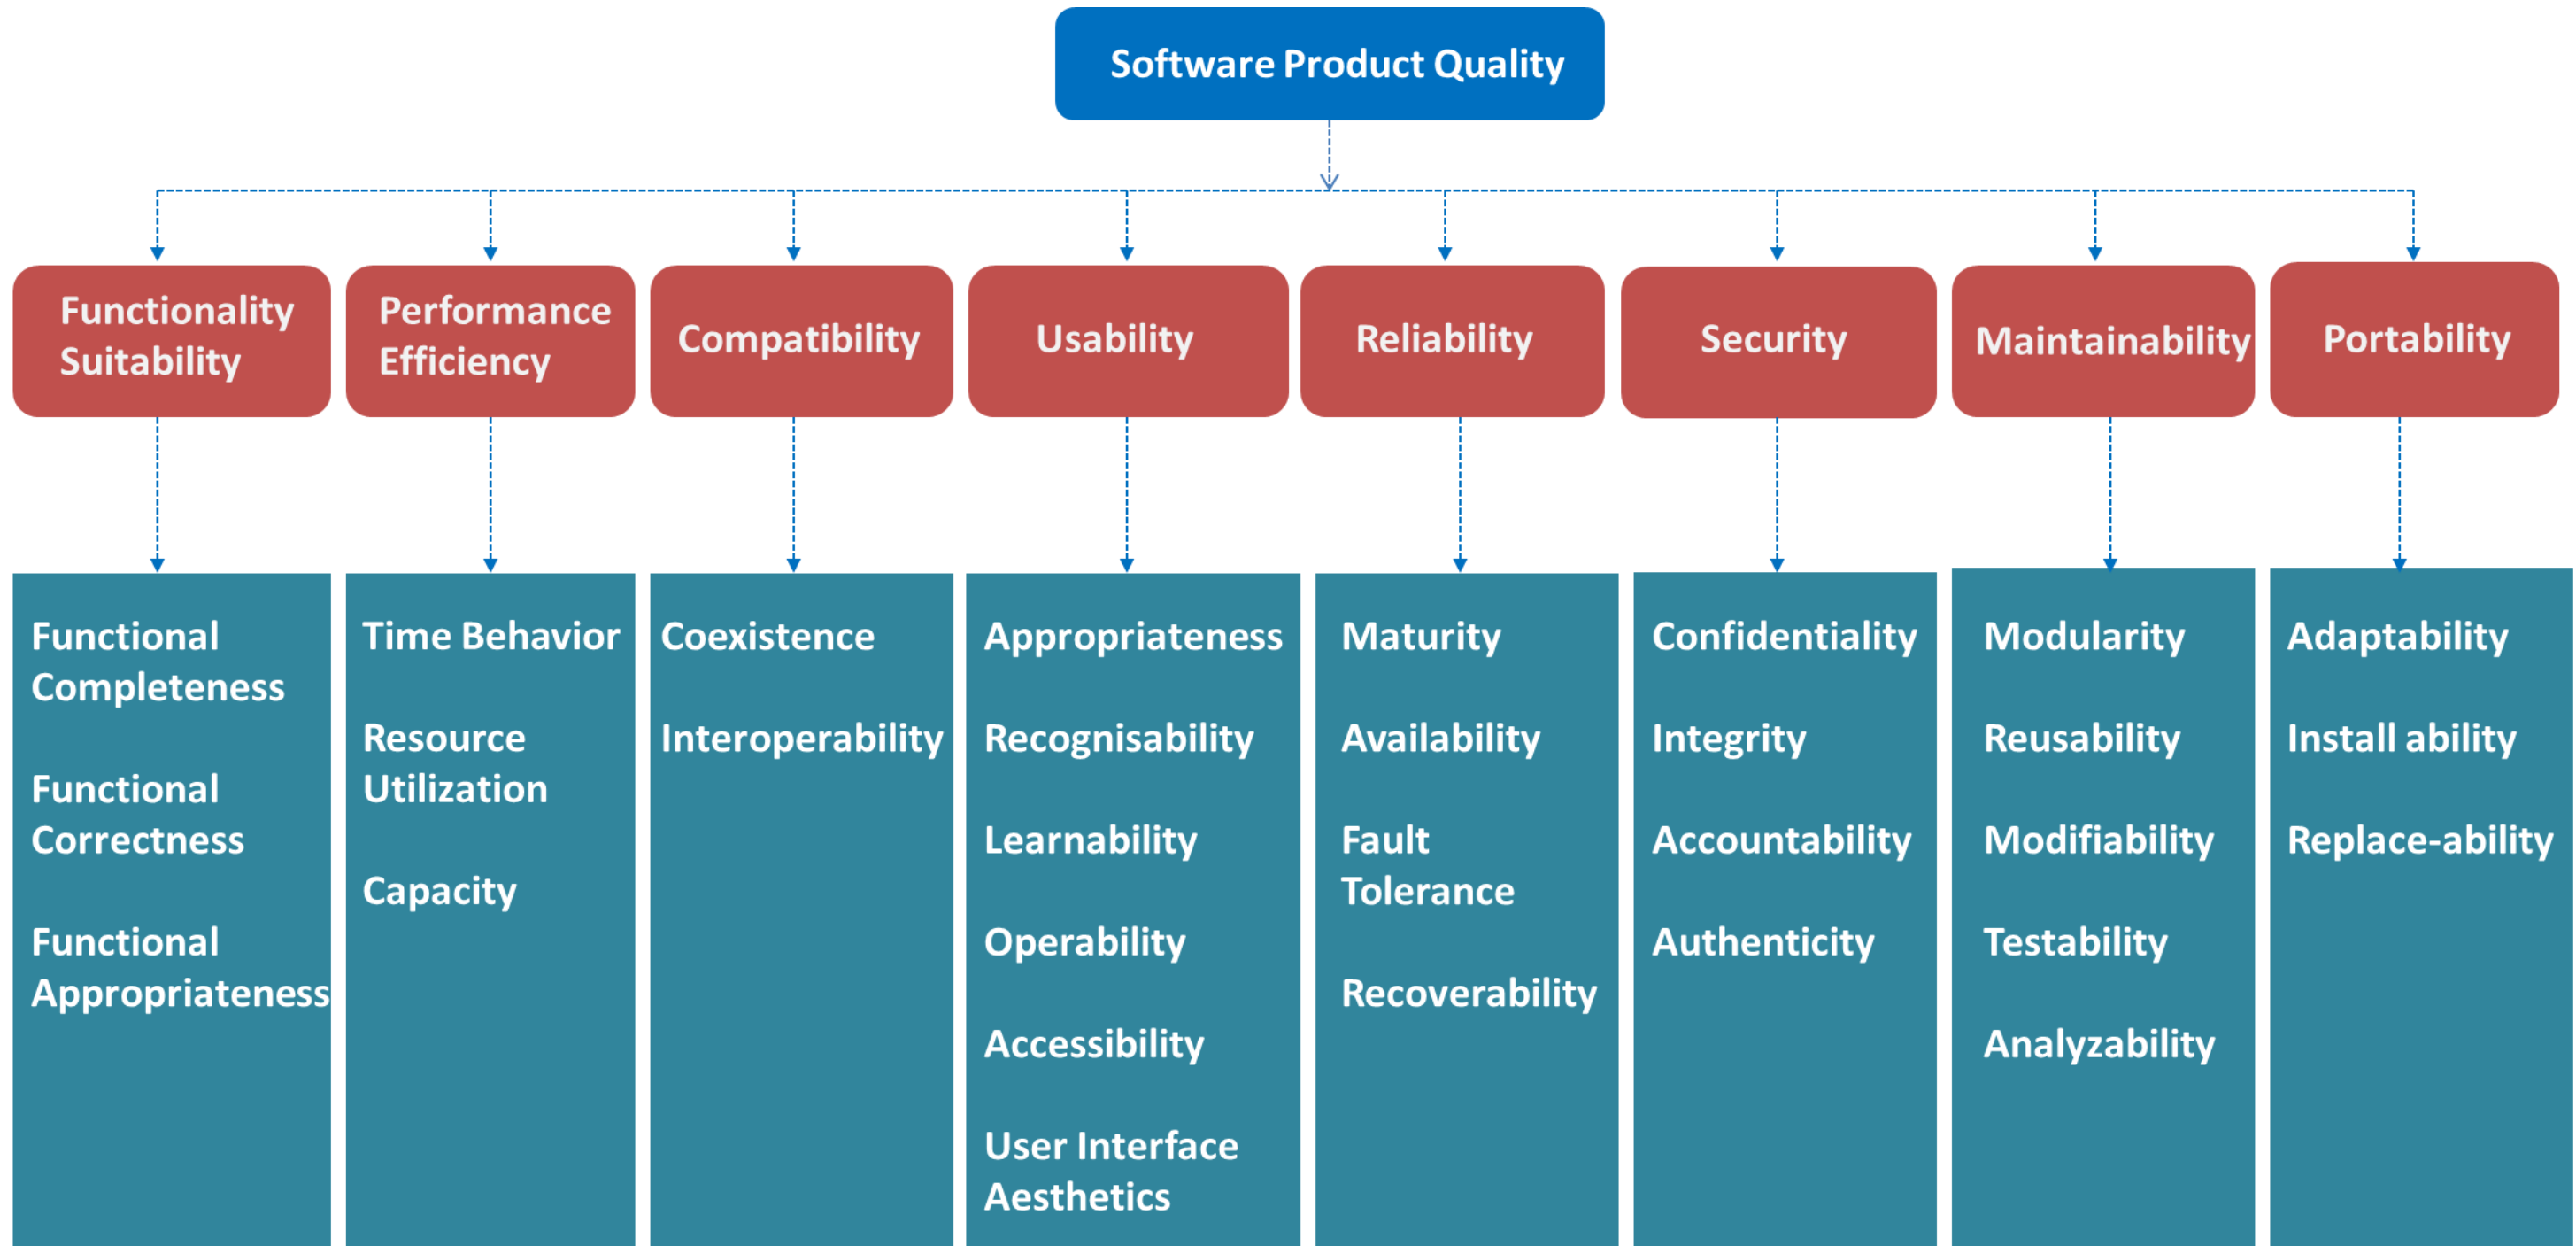 Software Product Quality
Functionality
Suitability
Performance
Efficiency
Compatibility
Usability
Reliability
Security
Maintainability
Portability
Functional
Completeness
Functional
Correctness
Functional
Appropriateness
Time Behavior
Resource
Utilization
Capacity
Coexistence
Interoperability
Appropriateness
Recognisability
Learnability
Operability
Accessibility
User Interface
Aesthetics
Maturity
Availability
Fault
Tolerance
Recoverability
Confidentiality
Integrity
Accountability
Authenticity
Modularity
Reusability
Modifiability
Testability
Analyzability
Adaptability
Install ability
Replace-ability